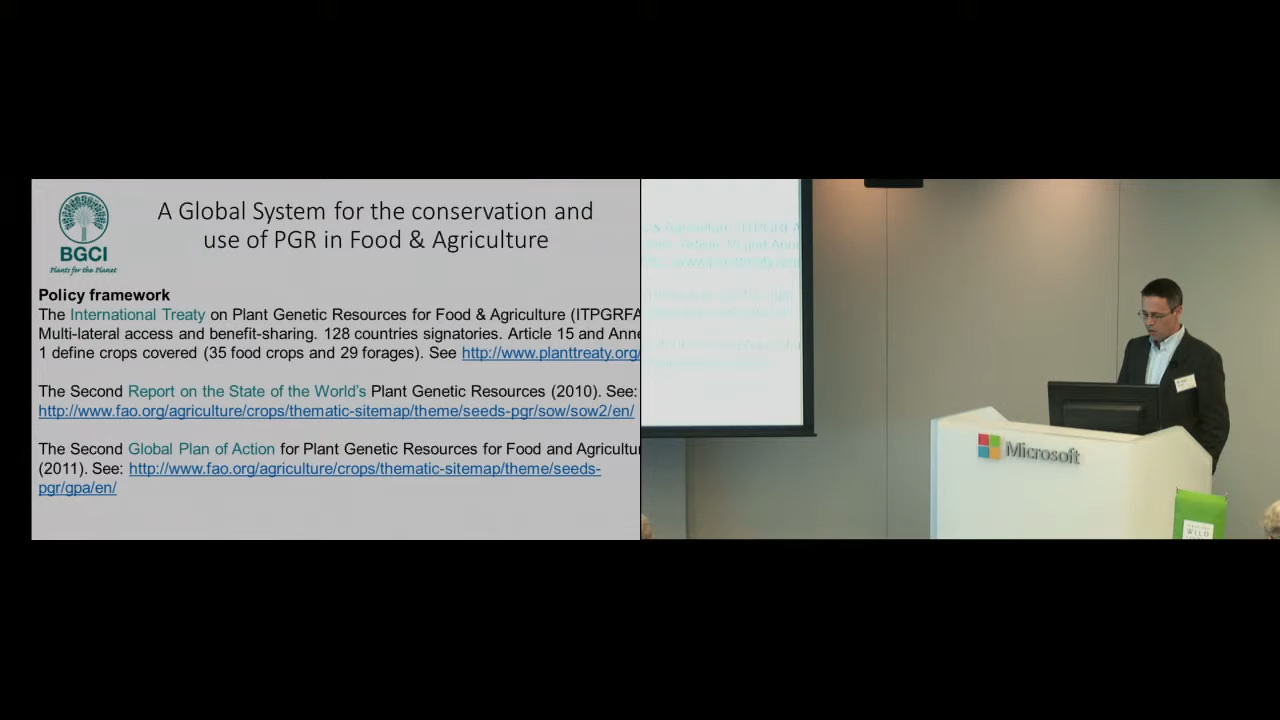 BGCI
Plants for the Planet
A Global System for the conservation and
use of PGR in Food & Agriculture
Policy framework
The International Treaty on Plant Genetic Resources for Food & Agriculture (ITPGRFA
Multi-lateral access and benefit-sharing. 128 countries signatories. Article 15 and Anne
1 define crops covered (35 food crops and 29 forages). See http://www.planttreaty.org/
The Second Report on the State of the World's Plant Genetic Resources (2010). See:
http://www.fao.org/agriculture/crops/thematic-sitemap/theme/seeds-pgr/sow/sow2/en/
The Second Global Plan of Action for Plant Genetic Resources for Food and Agricultur
(2011). See: http://www.fao.org/agriculture/crops/thematic-sitemap/theme/seeds-
pgr/gpa/en/
Microsoft
WILD